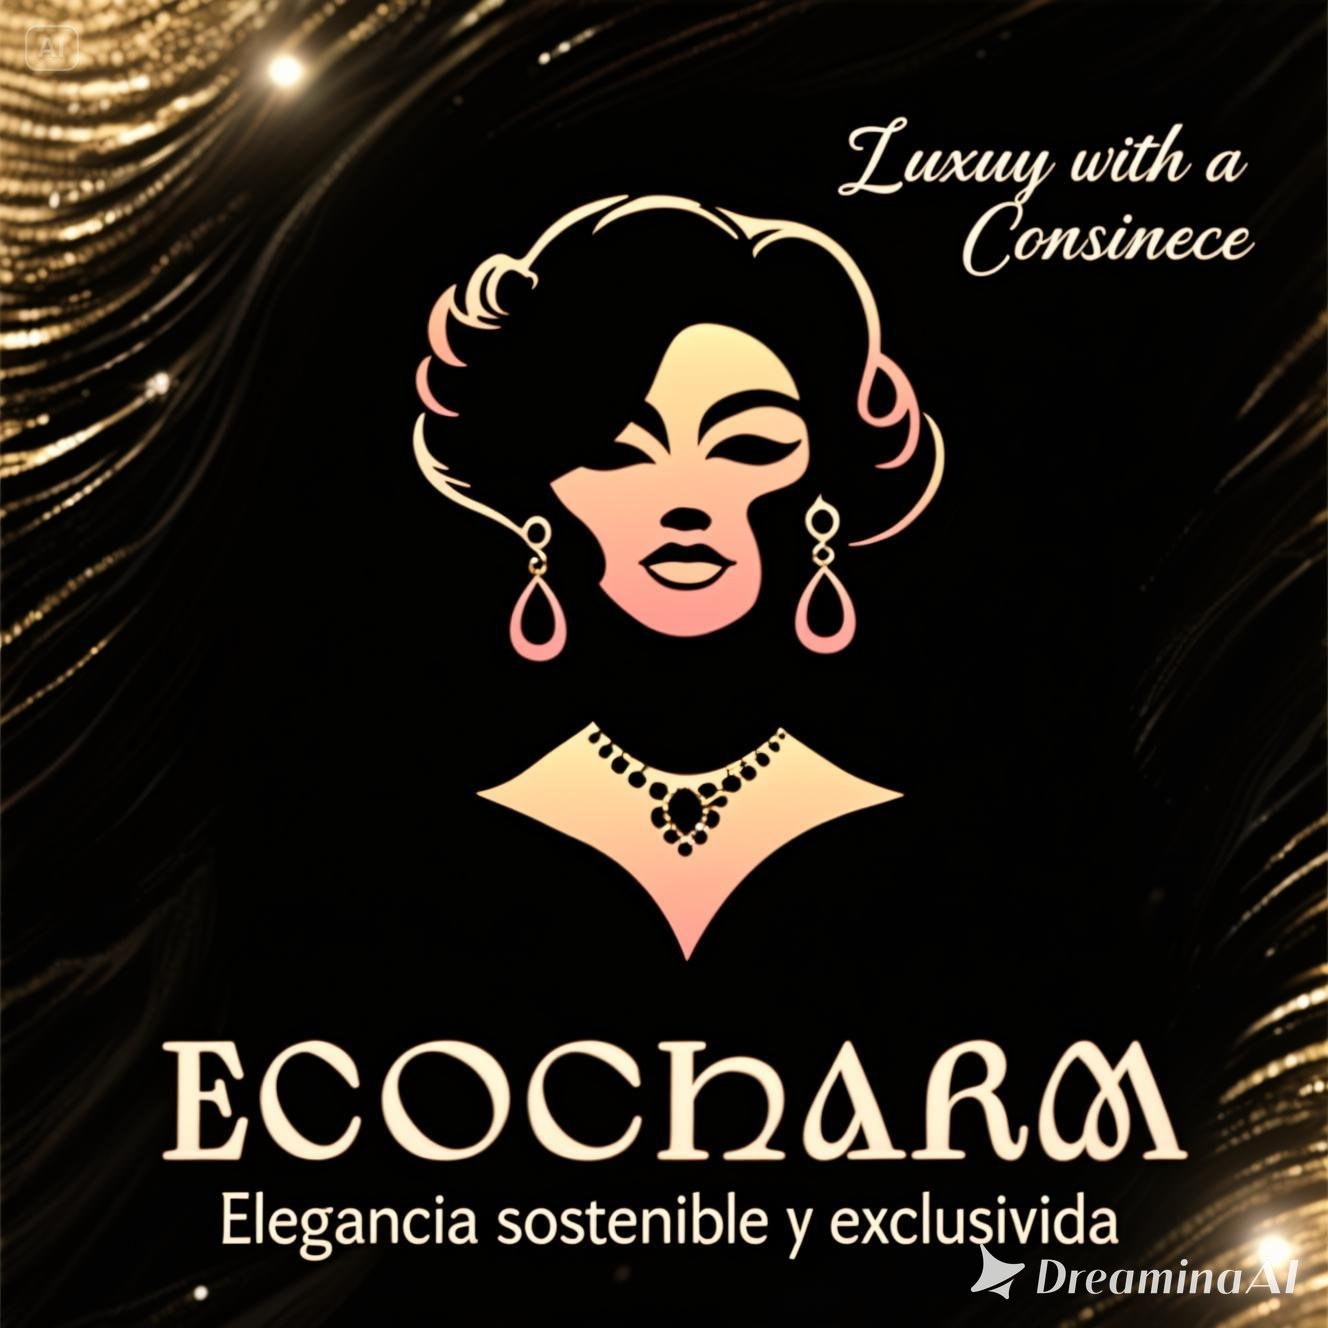 AI
Luxuy with a
Consinece
ECOCHARM
Elegancia sostenible y exclusivida
DreaminaAI